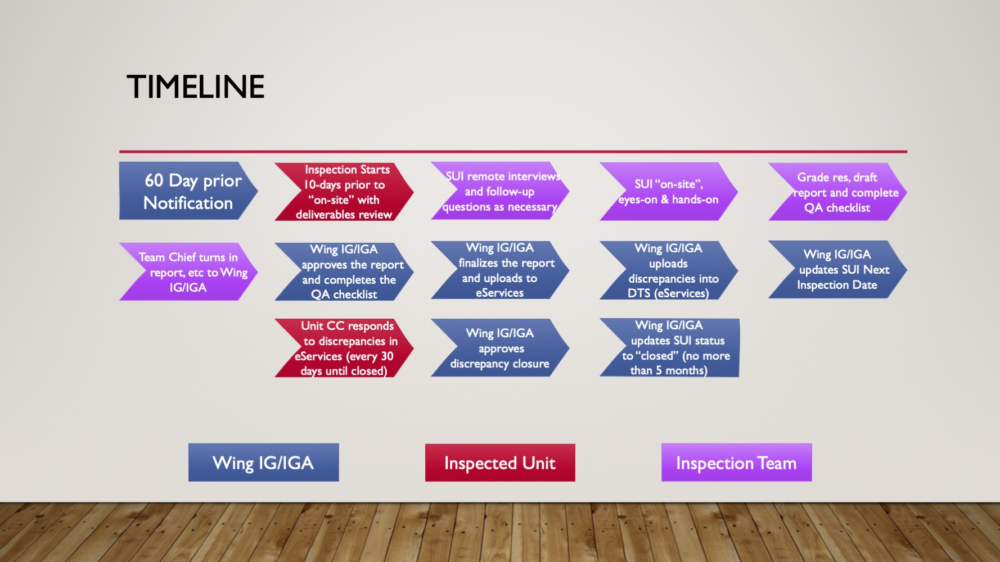 TIMELINE
60 Day prior
Notification
Inspection Starts
10-days prior to
“on-site” with
deliverables review
SUI remote interviews
and follow-up
questions as necessary
SUI “on-site”,
eyes-on & hands-on
Grade res, draft
report and complete
QA checklist
Team Chief turns in
report, etc to Wing
IG/IGA
Wing IG/IGA
approves the report
and completes the
QA checklist
Wing IG/IGA
finalizes the report
and uploads to
eServices
Wing IG/IGA
uploads
discrepancies into
DTS (eServices)
Wing IG/IGA
updates SUI Next
Inspection Date
Unit CC responds
to discrepancies in
eServices (every 30
days until closed)
Wing IG/IGA
approves
discrepancy closure
Wing IG/IGA
updates SUI status
to “closed” (no more
than 5 months)
Wing IG/IGA
Inspected Unit
Inspection Team